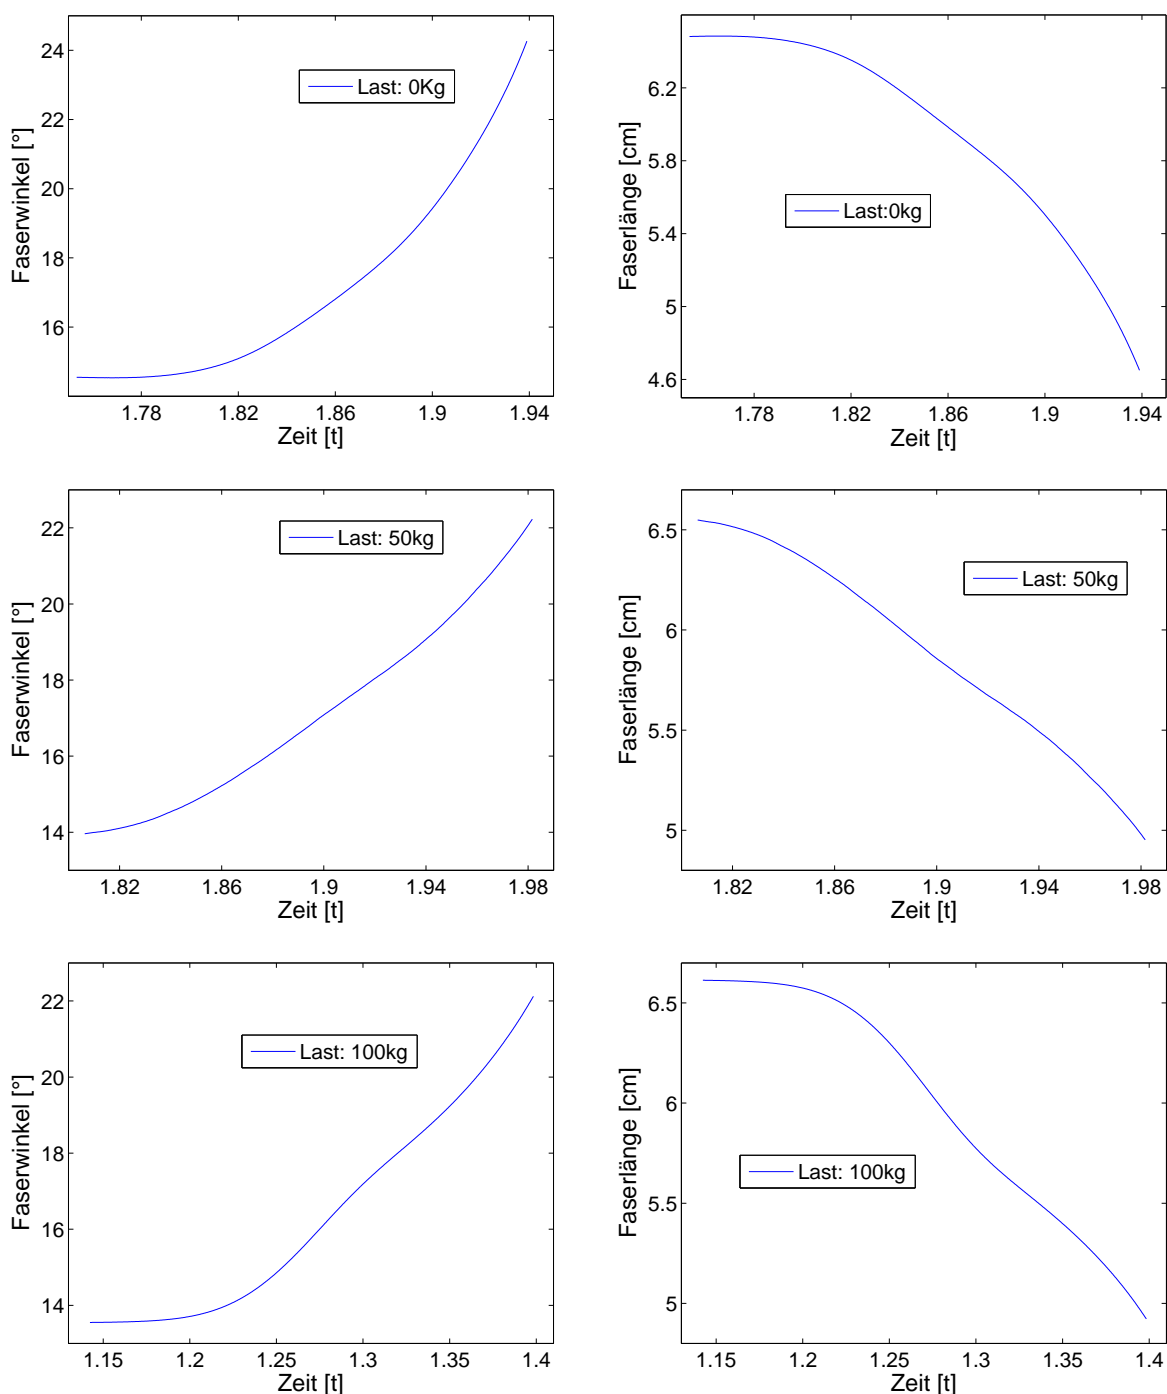 24
22
20
18
16
Faserwinkel [°]
Last: 0Kg
1.78 1.82 1.86 1.9 1.94
Zeit [t]
6.2
5.8
5.4
5
4.6
Faserlänge [cm]
Last:0kg
1.78 1.82 1.86 1.9 1.94
Zeit [t]
22
20
18
16
14
Faserwinkel [°]
Last: 50kg
1.82 1.86 1.9 1.94 1.98
Zeit [t]
6.5
6
5.5
5
Faserlänge [cm]
Last: 50kg
1.82 1.86 1.9 1.94 1.98
Zeit [t]
22
20
18
16
14
Faserwinkel [°]
Last: 100kg
1.15 1.2 1.25 1.3 1.35 1.4
Zeit [t]
6.5
6
5.5
5
Faserlänge [cm]
Last: 100kg
1.15 1.2 1.25 1.3 1.35 1.4
Zeit [t]